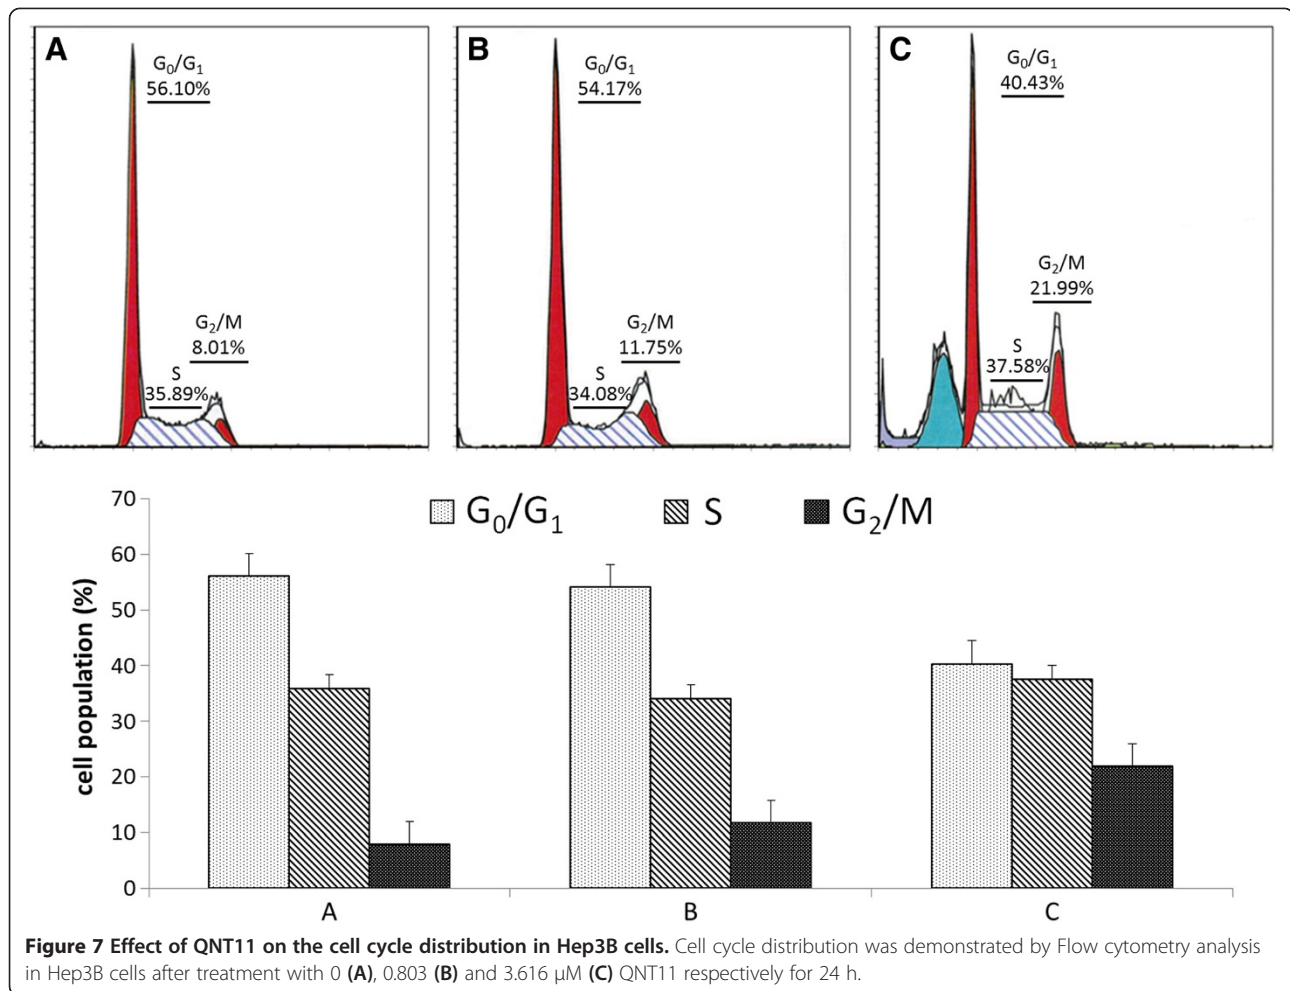 A
G₀/G₁
56.10%
G₂/M
8.01%
S
35.89%
B
G₀/G₁
54.17%
G₂/M
11.75%
S
34.08%
C
G₀/G₁
40.43%
G₂/M
21.99%
S
37.58%
G₀/G₁ S G₂/M
cell population (%)
70
60
50
40
30
20
10
0
A B C
Figure 7 Effect of QNT11 on the cell cycle distribution in Hep3B cells. Cell cycle distribution was demonstrated by Flow cytometry analysis
in Hep3B cells after treatment with 0 (A), 0.803 (B) and 3.616 μM (C) QNT11 respectively for 24 h.